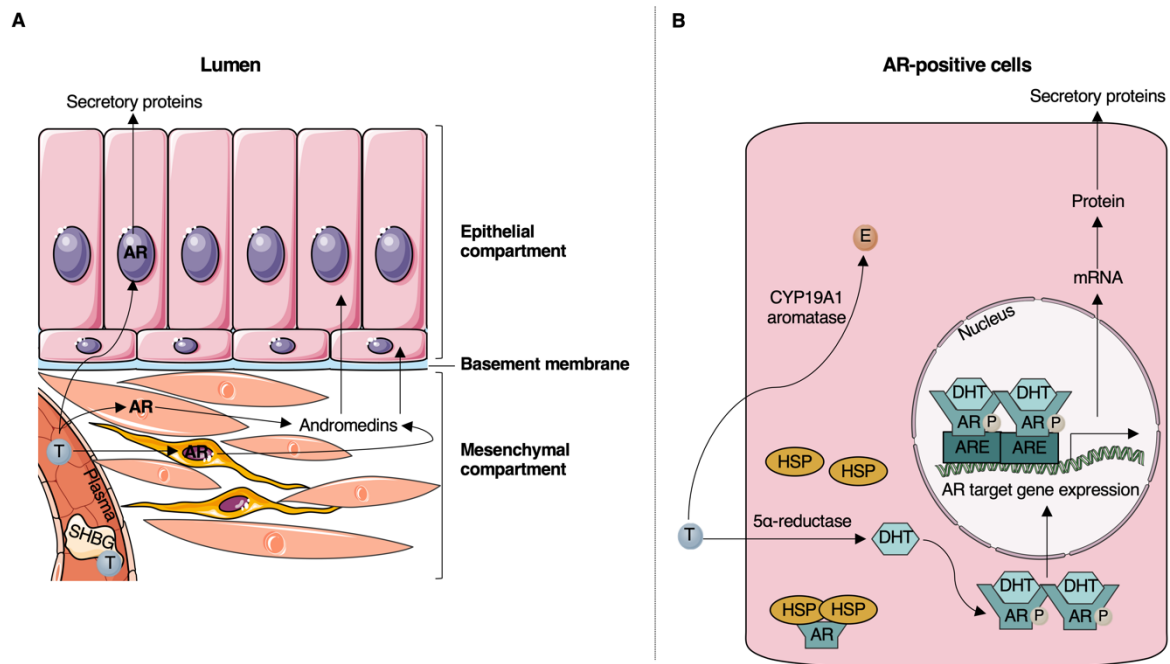 A
Lumen
Secretory proteins
AR
Epithelial
compartment
Basement membrane
AR
Andromedins
T
AR
Mesenchymal
compartment
Plasma
SHBG
T
B
AR-positive cells
Secretory proteins
Protein
E
mRNA
CYP19A1
aromatase
Nucleus
DHT DHT
AR P AR P
ARE ARE
HSP HSP
AR target gene expression
5α-reductase
T
DHT
DHT DHT
HSP HSP
AR P AR P
AR